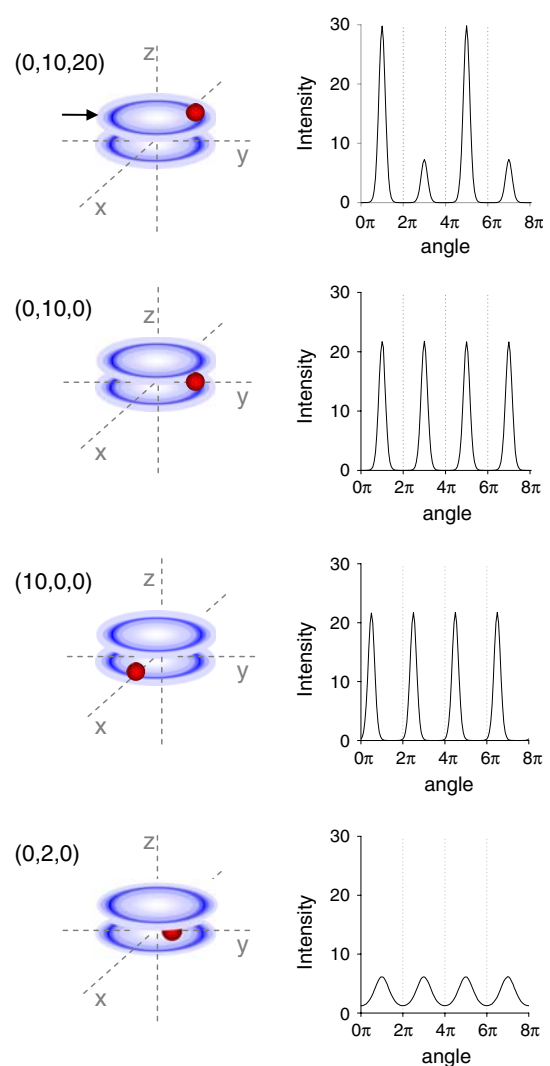 (0,10,20)
z
y
x
Intensity
30
20
10
0
0π 2π 4π 6π 8π
angle
(0,10,0)
z
y
x
Intensity
30
20
10
0
0π 2π 4π 6π 8π
angle
(10,0,0)
z
y
x
Intensity
30
20
10
0
0π 2π 4π 6π 8π
angle
(0,2,0)
z
y
x
Intensity
30
20
10
0
0π 2π 4π 6π 8π
angle